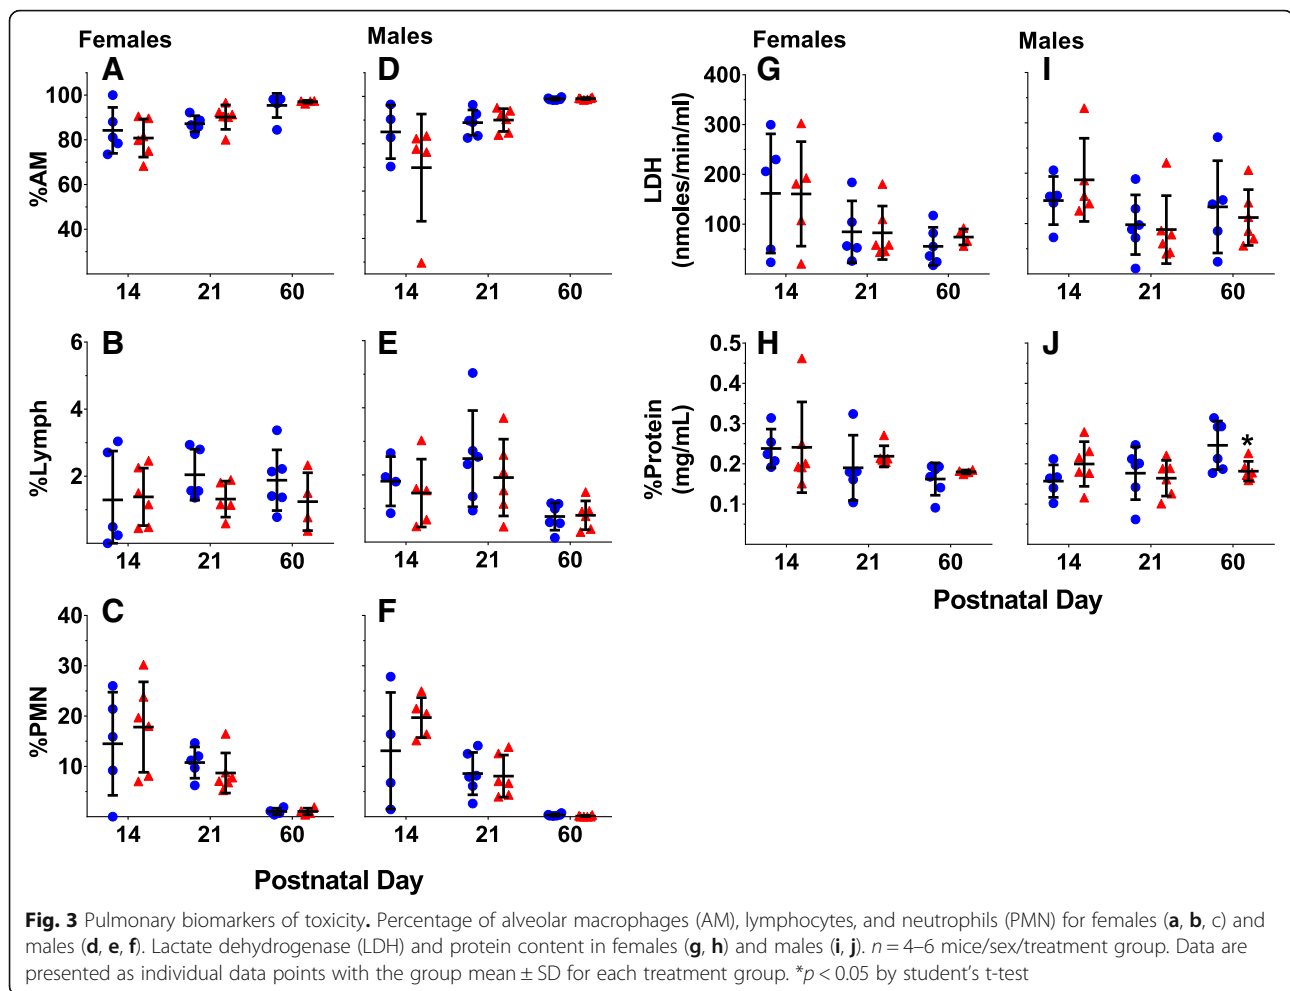 Females
Males
A
%AM
100
80
60
40
14
21
60
D
14
21
60
B
%Lymph
6
4
2
14
21
60
E
14
21
60
C
%PMN
40
30
20
10
14
21
60
F
14
21
60
Postnatal Day
Females
Males
G
LDH
(nmoles/min/ml)
400
300
200
100
14
21
60
I
14
21
60
H
%Protein
(mg/mL)
0.5
0.4
0.3
0.2
0.1
14
21
60
J
*
14
21
60
Postnatal Day
Fig. 3 Pulmonary biomarkers of toxicity. Percentage of alveolar macrophages (AM), lymphocytes, and neutrophils (PMN) for females (a, b, c) and
males (d, e, f). Lactate dehydrogenase (LDH) and protein content in females (g, h) and males (i, j). n = 4–6 mice/sex/treatment group. Data are
presented as individual data points with the group mean ± SD for each treatment group. *p < 0.05 by student's t-test